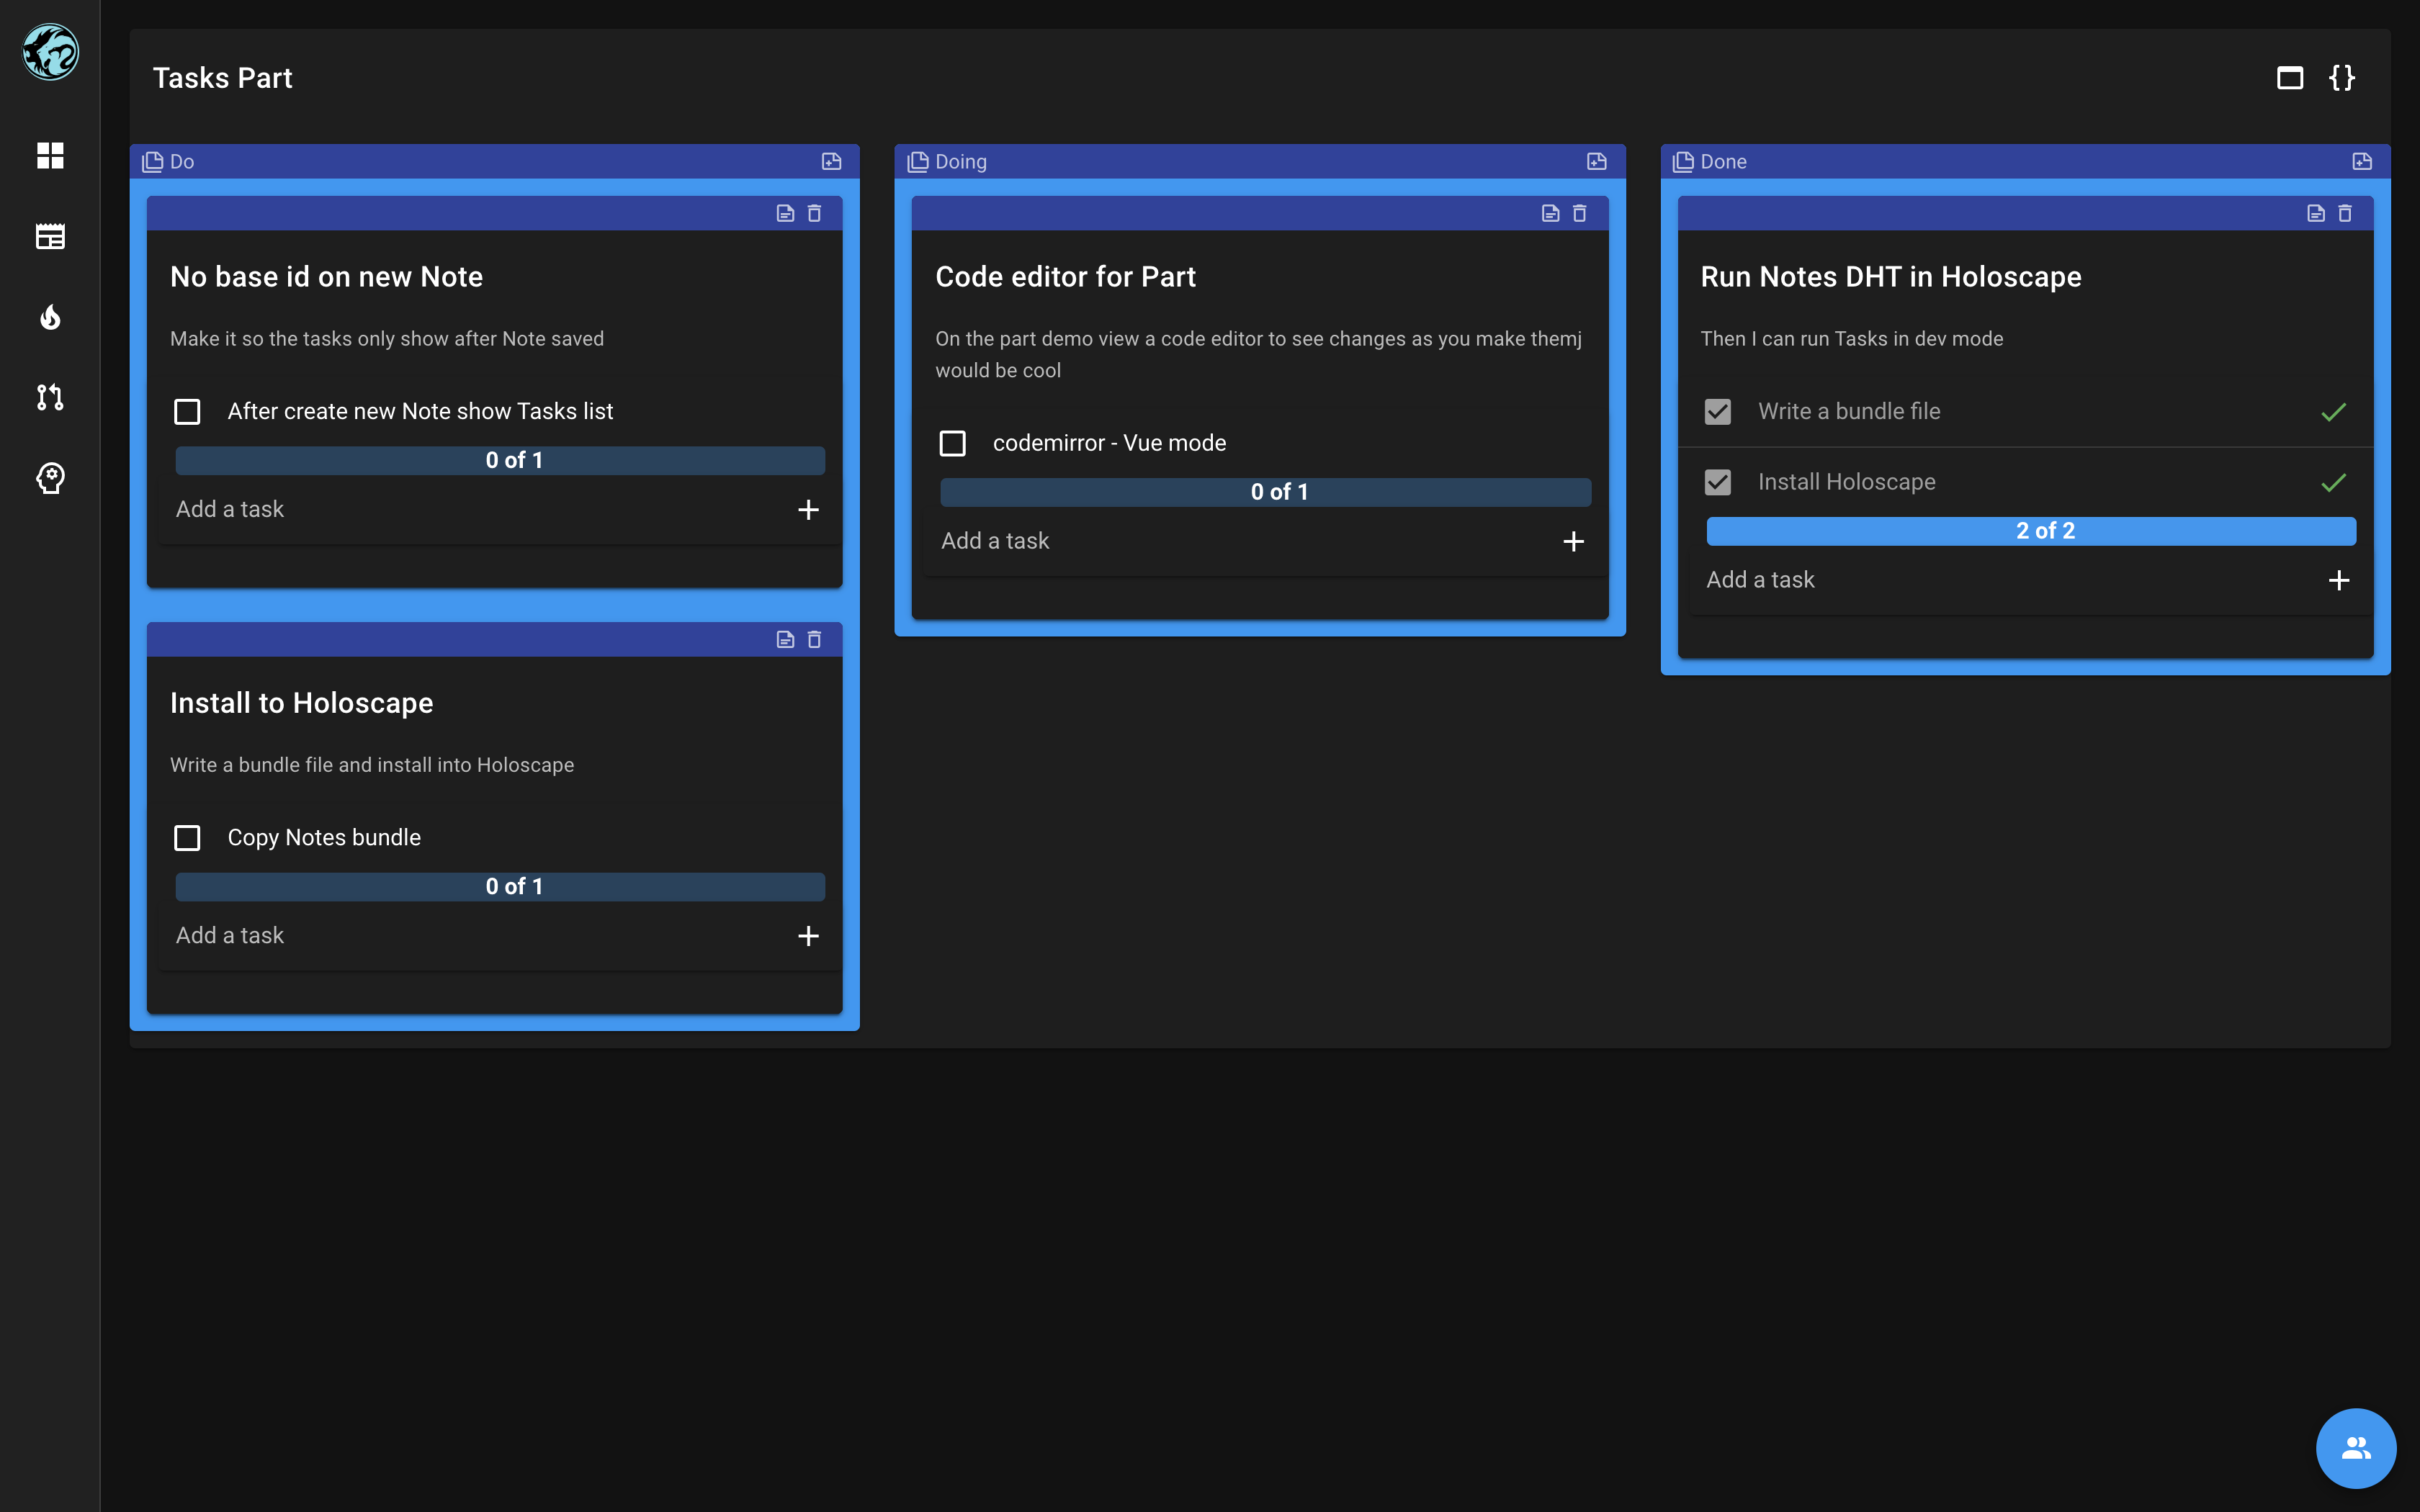 Tasks Part
{}
Do
No base id on new Note
Make it so the tasks only show after Note saved
After create new Note show Tasks list
0 of 1
Add a task
Install to Holoscape
Write a bundle file and install into Holoscape
Copy Notes bundle
0 of 1
Add a task
Doing
Code editor for Part
On the part demo view a code editor to see changes as you make themj
would be cool
codemirror - Vue mode
0 of 1
Add a task
Done
Run Notes DHT in Holoscape
Then I can run Tasks in dev mode
Write a bundle file
Install Holoscape
2 of 2
Add a task